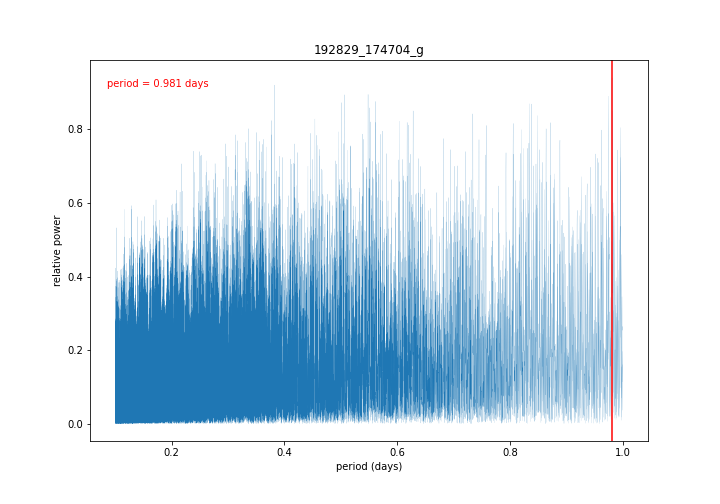 192829_174704_g
period = 0.981 days
relative power
0.8
0.6
0.4
0.2
0.0
0.2 0.4 0.6 0.8 1.0
period (days)